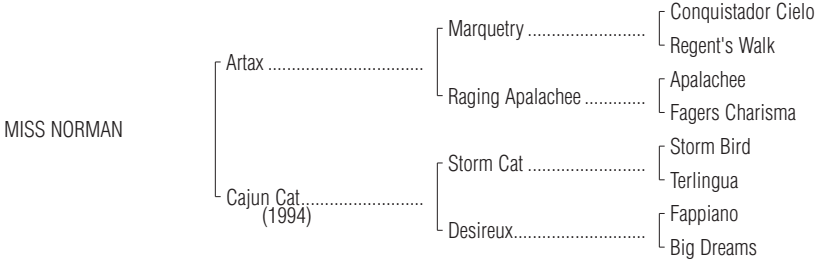 Conquistador Cielo
Marquetry ........................
Regent's Walk
Artax ................................
Apalachee
Raging Apalachee .............
Fagers Charisma
MISS NORMAN
Storm Bird
Storm Cat ........................
Terlingua
Cajun Cat.........................
(1994)
Fappiano
Desireux...........................
Big Dreams